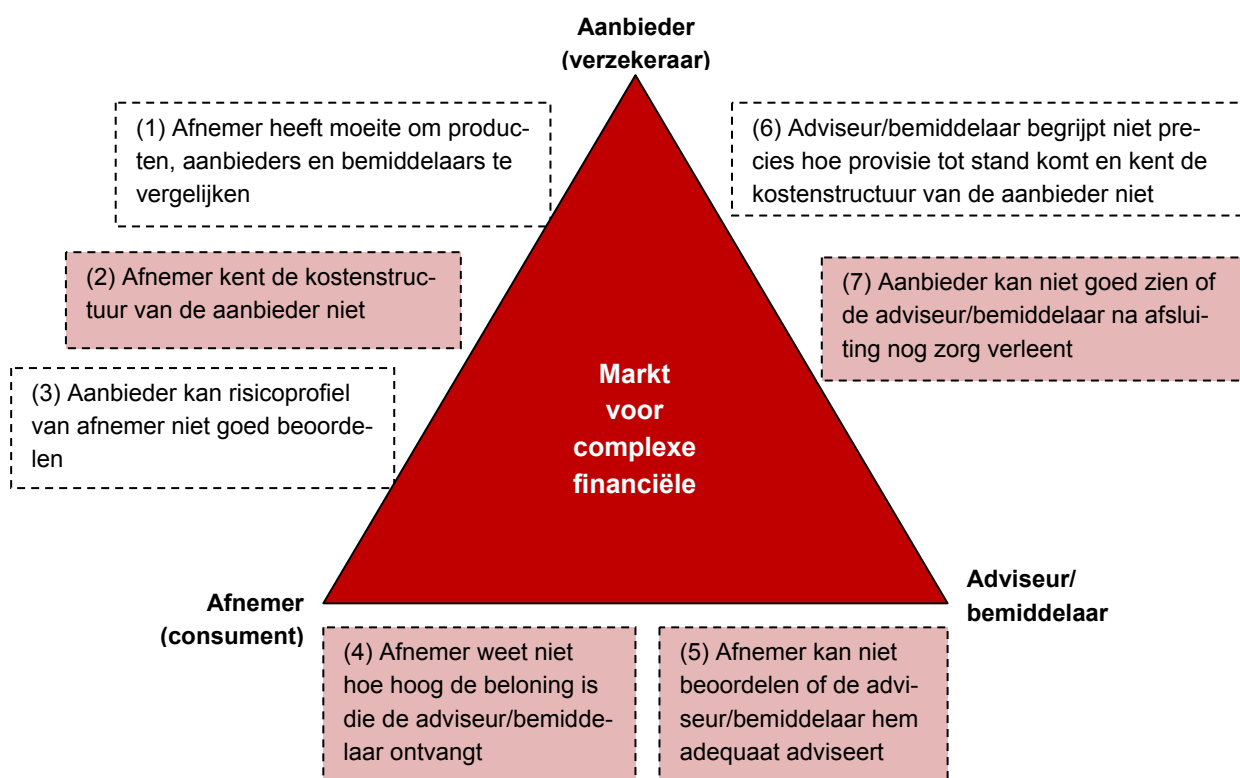 Aanbieder
(verzekeraar)
(1) Afnemer heeft moeite om produc-
ten, aanbieders en bemiddelaars te
vergelijken
(6) Adviseur/bemiddelaar begrijpt niet pre-
cies hoe provisie tot stand komt en kent de
kostenstructuur van de aanbieder niet
(2) Afnemer kent de kostenstruc-
tuur van de aanbieder niet
(7) Aanbieder kan niet goed zien of
de adviseur/bemiddelaar na afslui-
ting nog zorg verleent
(3) Aanbieder kan risicoprofiel
van afnemer niet goed beoorde-
len
Markt
voor
complexe
financiële
Afnemer
(consument)
Adviseur/
bemiddelaar
(4) Afnemer weet niet
hoe hoog de beloning is
die de adviseur/bemidde-
laar ontvangt
(5) Afnemer kan niet
beoordelen of de advi-
seur/bemiddelaar hem
adequaat adviseert